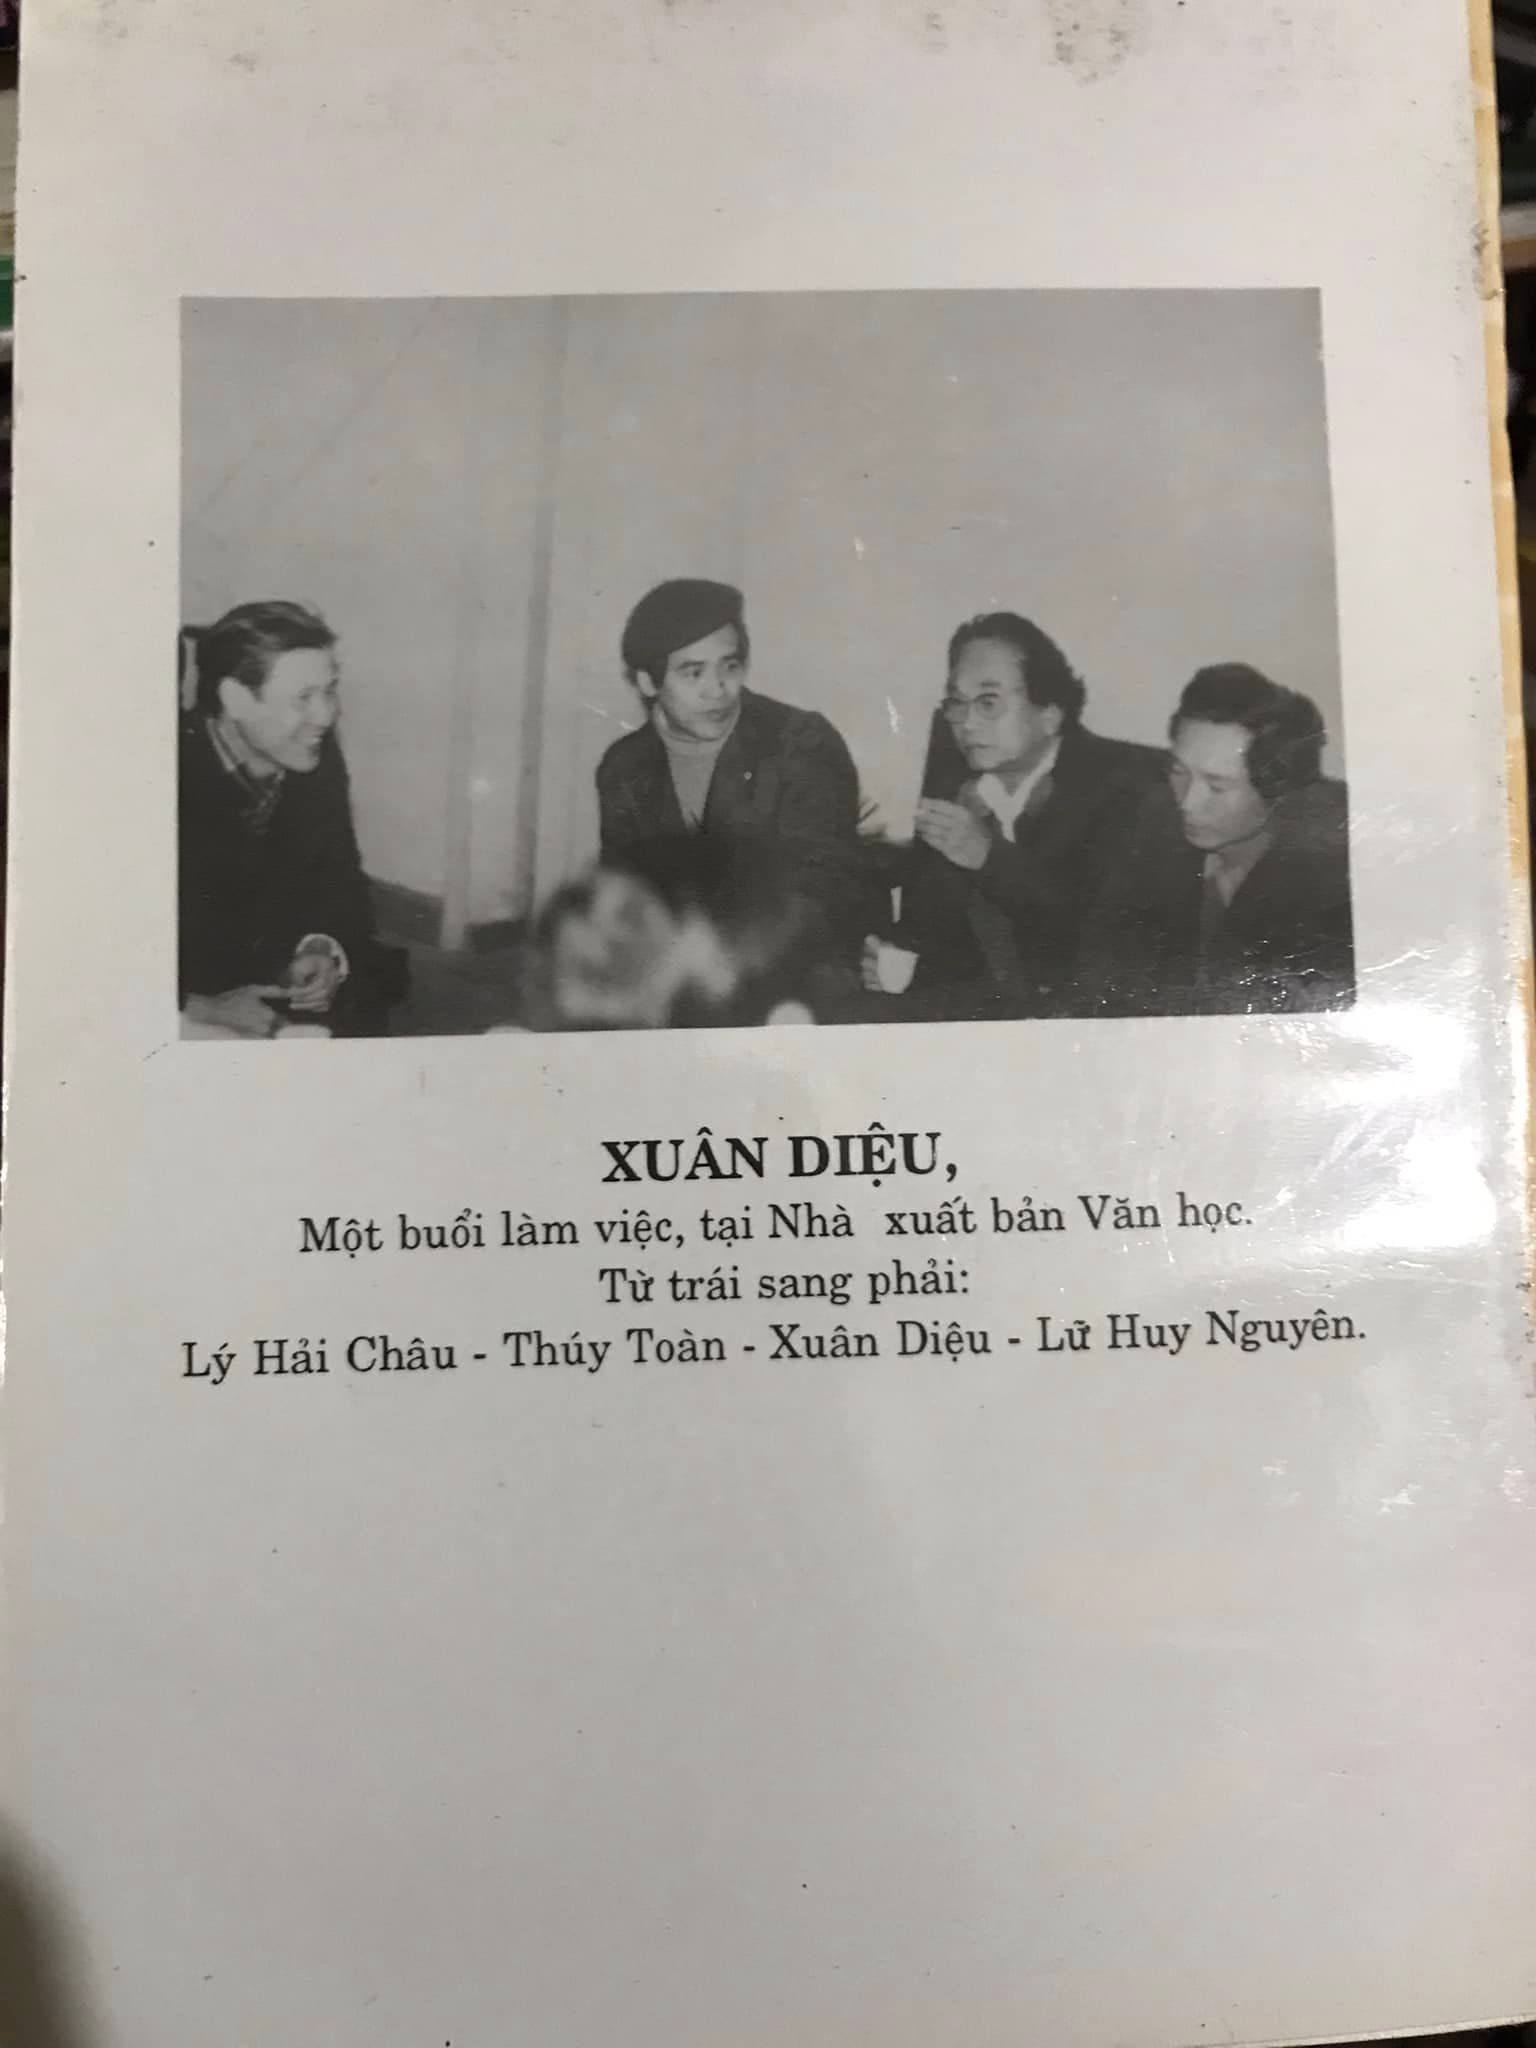 XUÂN DIỆU,
Một buổi làm việc, tại Nhà xuất bản Văn học.
Từ trái sang phải:
Lý Hải Châu - Thúy Toàn - Xuân Diệu - Lữ Huy Nguyên.